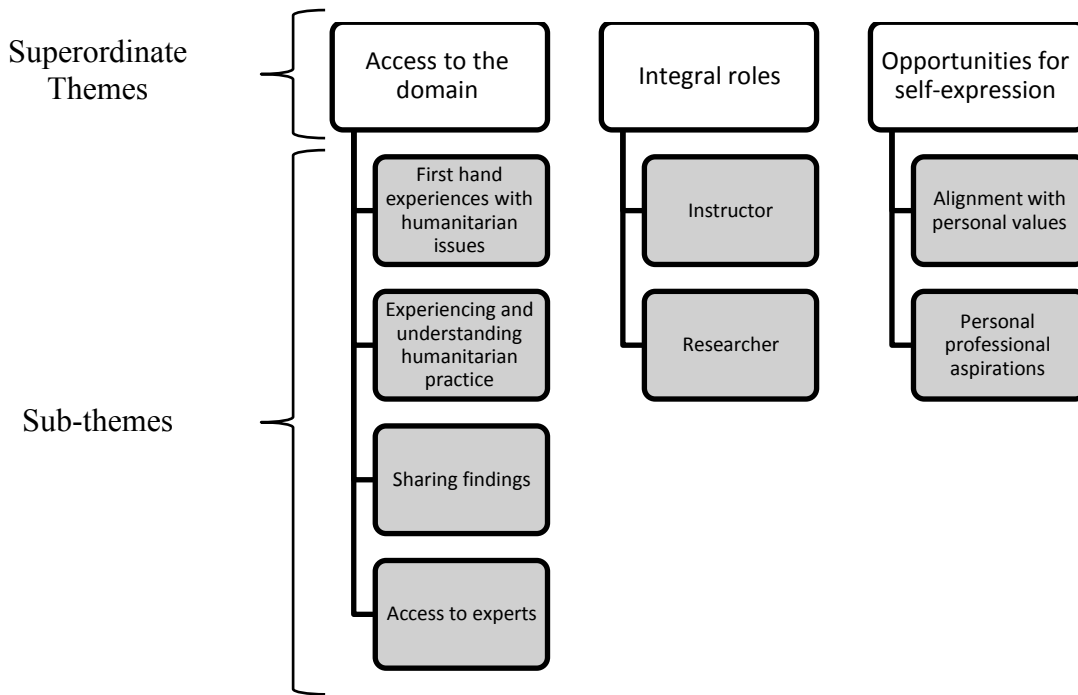 Superordinate
Themes
Access to the
domain
Integral roles
Opportunities for
self-expression
Sub-themes
First hand
experiences with
humanitarian
issues
Experiencing and
understanding
humanitarian
practice
Sharing findings
Access to experts
Instructor
Researcher
Alignment with
personal values
Personal
professional
aspirations